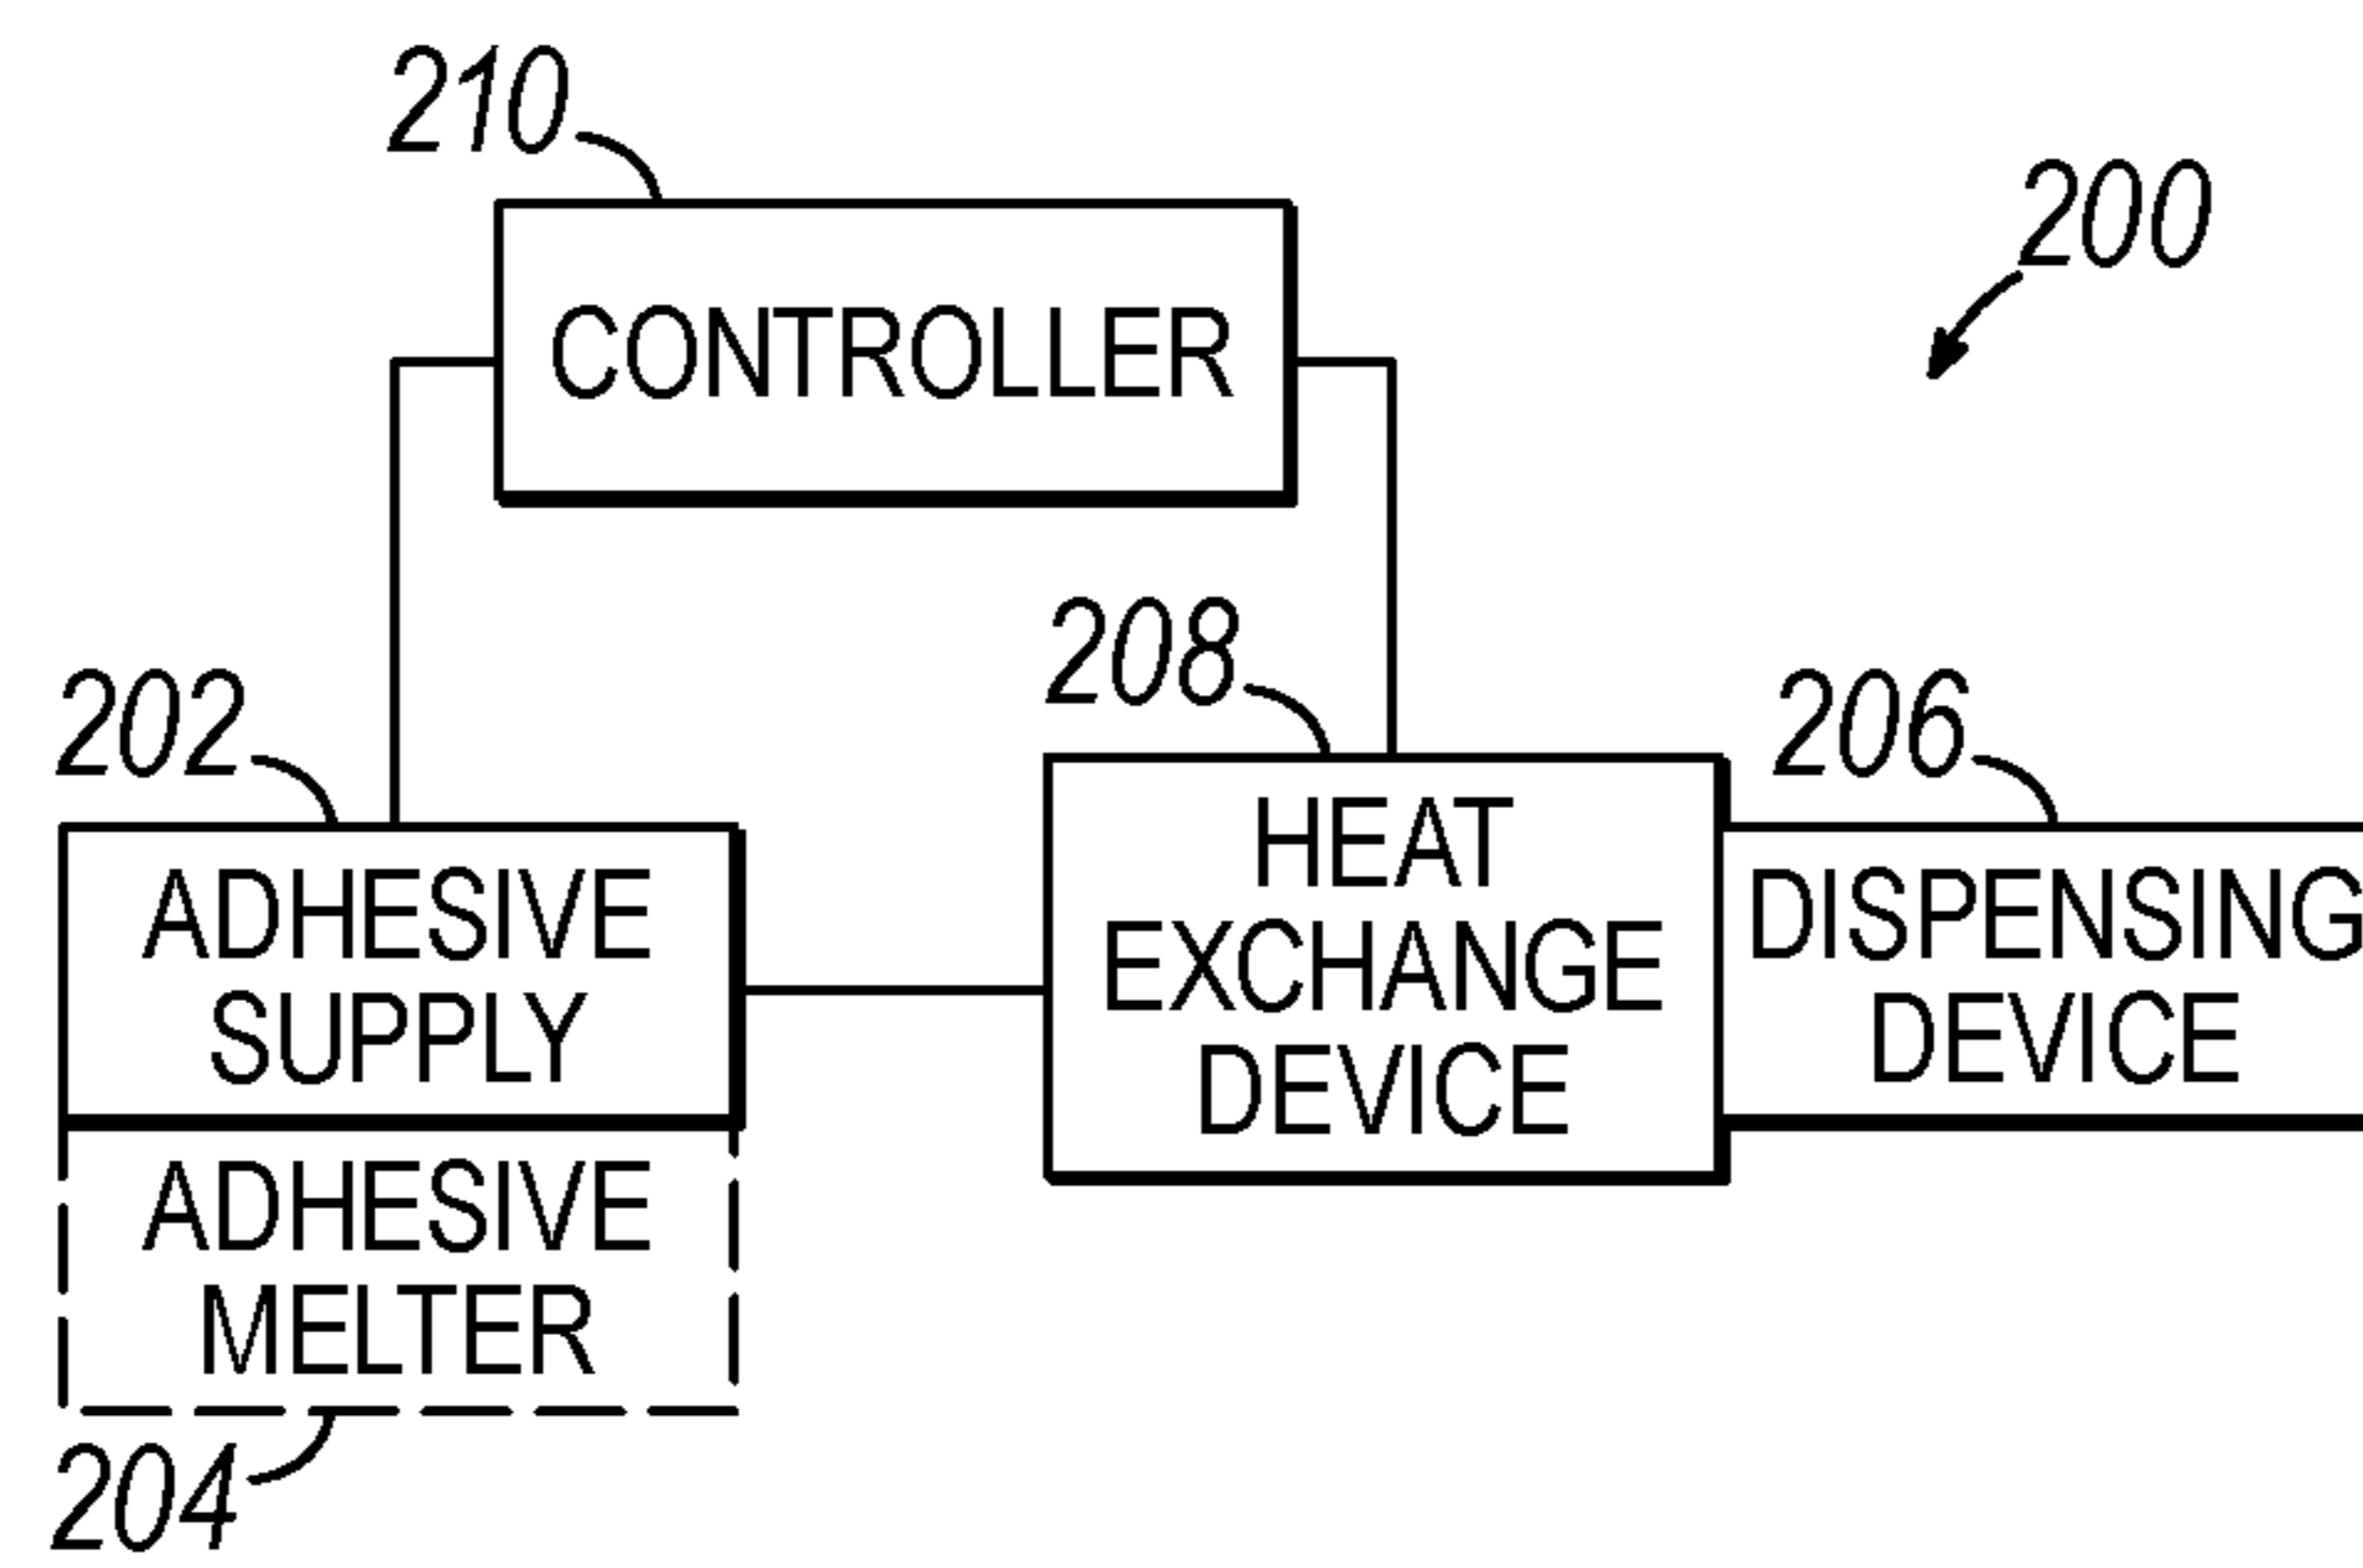 210
200
CONTROLLER
208
202
206
HEAT
EXCHANGE
DEVICE
ADHESIVE
SUPPLY
DISPENSING
DEVICE
ADHESIVE
MELTER
204